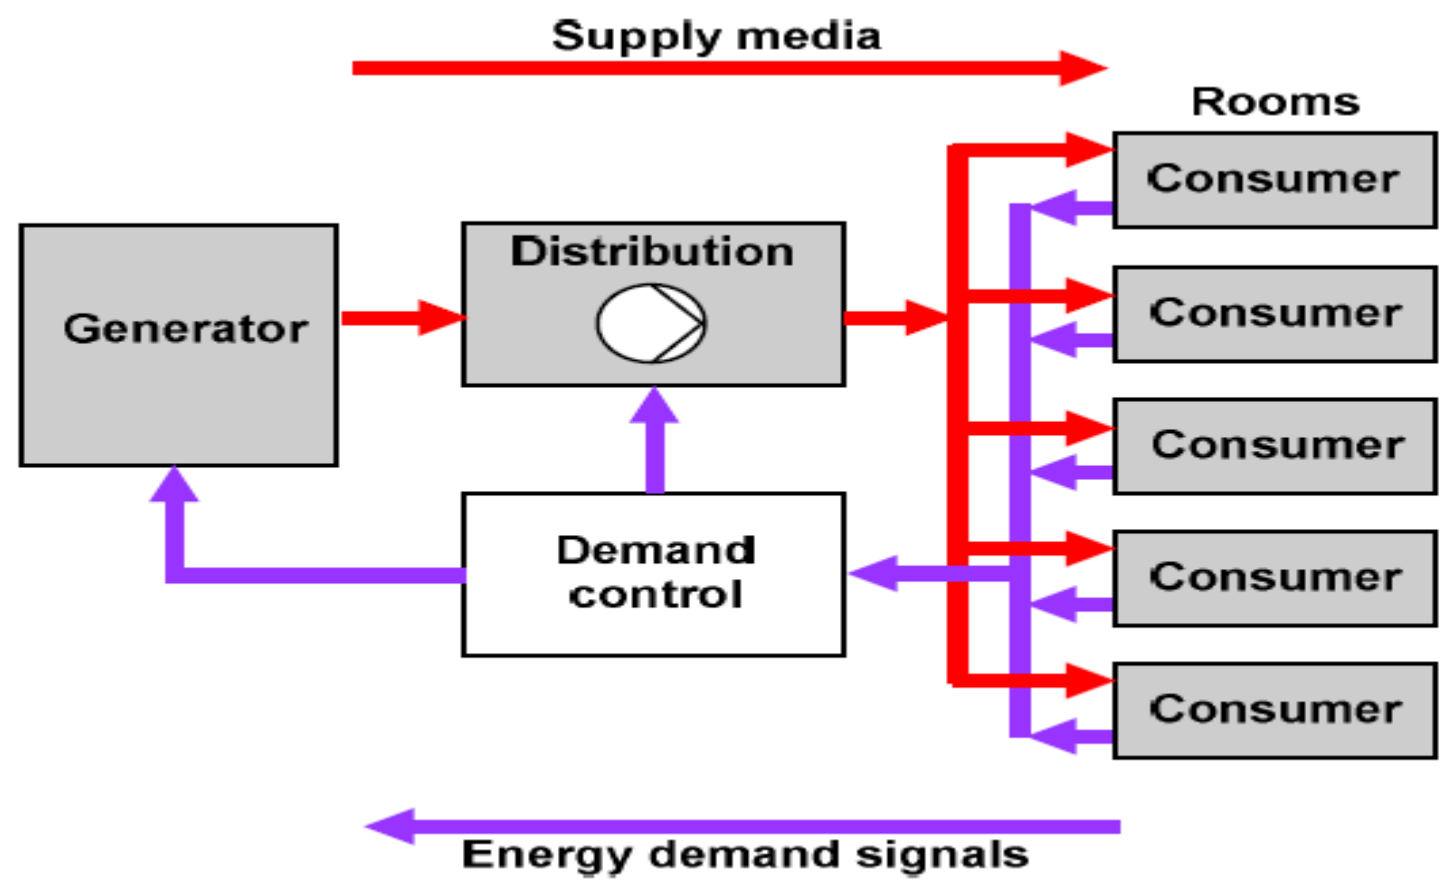 Supply media
Rooms
Consumer
Distribution
Generator
Consumer
Consumer
Demand
control
Consumer
Consumer
Energy demand signals